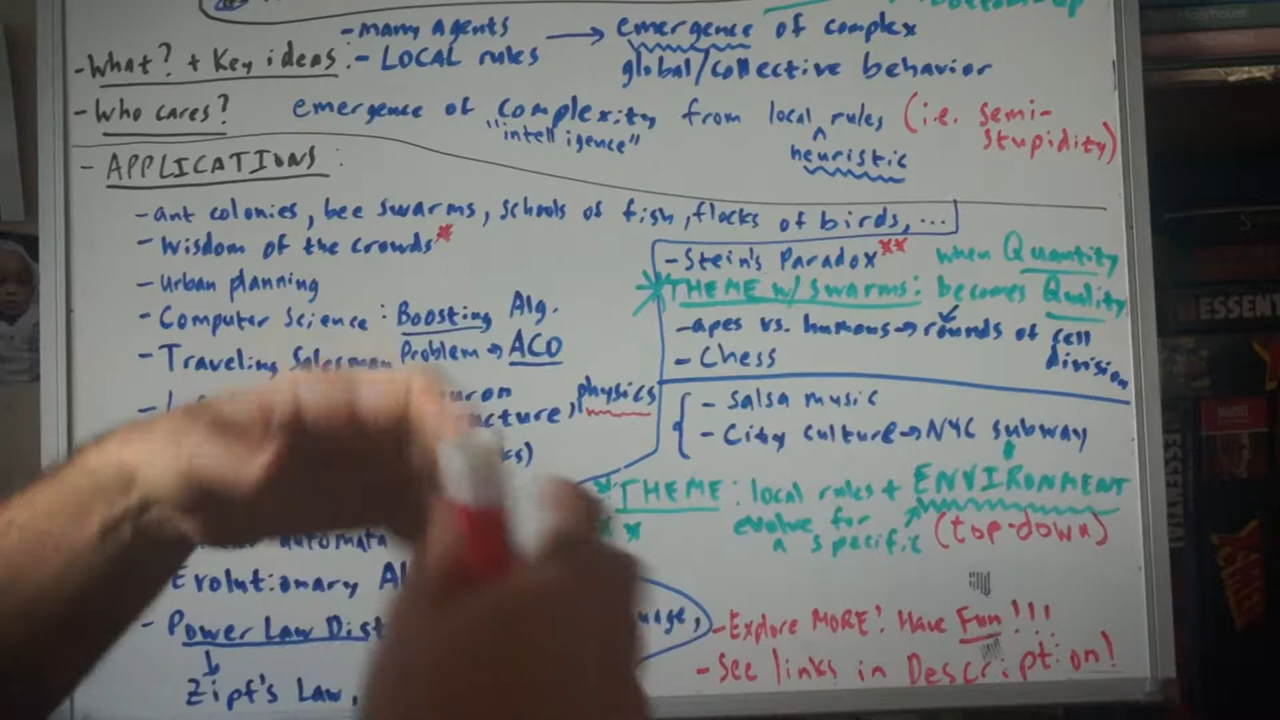 bottom-up
-many agents → emergence of complex
-What? + Key ideas: - LOCAL rules global/collective behavior
- Who cares? emergence of complexity from local rules (i.e. semi-stupidity)
"intelligence" ^ heuristic
- APPLICATIONS:
-ant colonies, bee swarms, schools of fish, flocks of birds, ...
- Wisdom of the crowds*
- Urban planning
- Computer Science: Boosting Alg.
- Traveling Salesman Problem → ACO
physics
automata
Evolutionary
- Power Law
Zipf's Law,
- Stein's Paradox** when Quantity
THEME w/ Swarms: becomes Quality
-apes vs. humans → rounds of cell division
- Chess
- Salsa music
- City culture → NYC subway
THEME: local rules + ENVIRONMENT
evolve for a specific (top-down)
-Explore MORE! Have Fun!!!
-See links in Description!
ESSENT
MARVEL